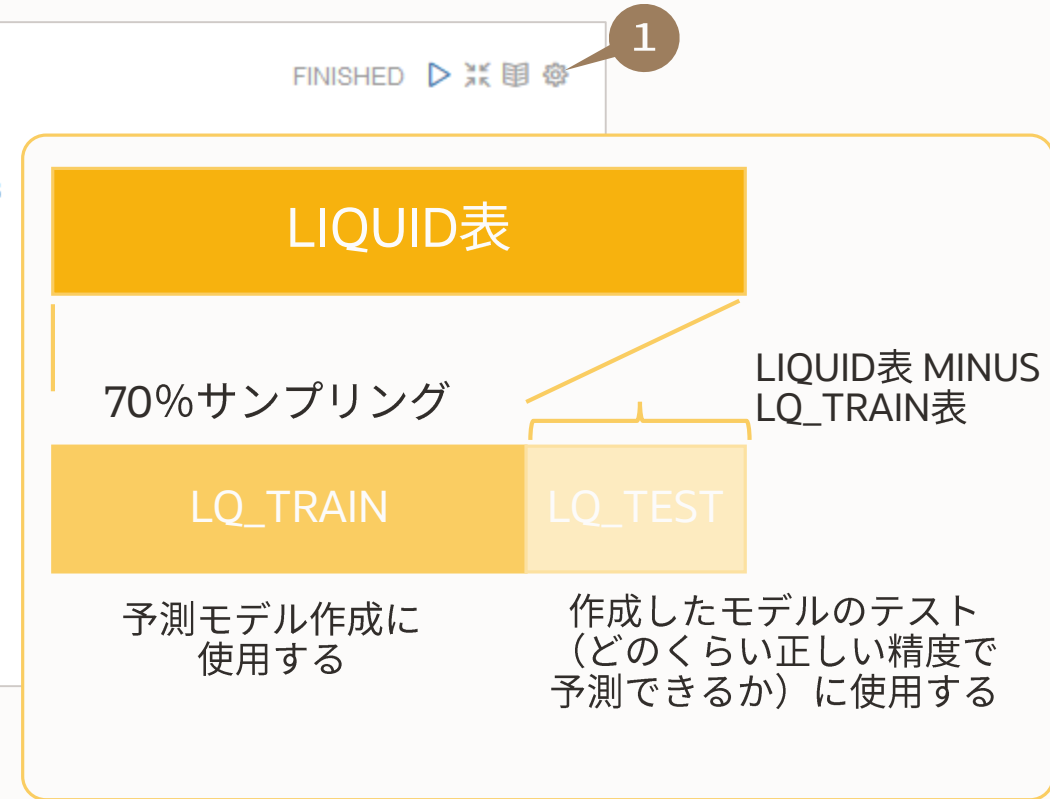 1
FINISHED
LIQUID表
70%サンプリング
LIQUID表 MINUS
LQ_TRAIN表
LQ_TRAIN
LQ_TEST
予測モデル作成に
使用する
作成したモデルのテスト
（どのくらい正しい精度で
予測できるか）に使用する